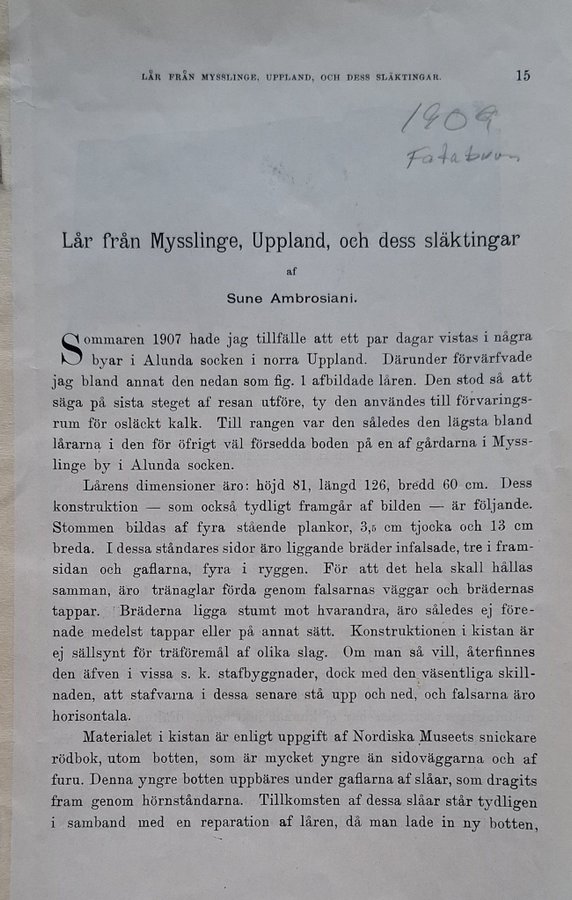 LÅR FRÅN MYSSLINGE, UPPLAND, OCH DESS SLÄKTINGAR. 15
1909
Fataburen
Lår från Mysslinge, Uppland, och dess släktingar
af
Sune Ambrosiani.
Sommaren 1907 hade jag tillfälle att ett par dagar vistas i några
byar i Alunda socken i norra Uppland. Därunder förvärfvade
jag bland annat den nedan som fig. 1 afbildade låren. Den stod så att
säga på sista steget af resan utföre, ty den användes till förvarings-
rum för osläckt kalk. Till rangen var den således den lägsta bland
lårarna i den för öfrigt väl försedda boden på en af gårdarna i Myss-
linge by i Alunda socken.
Lårens dimensioner äro: höjd 81, längd 126, bredd 60 cm. Dess
konstruktion — som också tydligt framgår af bilden — är följande.
Stommen bildas af fyra stående plankor, 3,5 cm tjocka och 13 cm
breda. I dessa ståndares sidor äro liggande bräder infalsade, tre i fram-
sidan och gaflarna, fyra i ryggen. För att det hela skall hållas
samman, äro tränaglar förda genom falsarnas väggar och brädernas
tappar. Bräderna ligga stumt mot hvarandra, äro således ej före-
nade medelst tappar eller på annat sätt. Konstruktionen i kistan är
ej sällsynt för träföremål af olika slag. Om man så vill, återfinnes
den äfven i vissa s. k. stafbyggnader, dock med den väsentliga skill-
naden, att stafvarna i dessa senare stå upp och ned, och falsarna äro
horisontala.
Materialet i kistan är enligt uppgift af Nordiska Museets snickare
rödbok, utom botten, som är mycket yngre än sidoväggarna och af
furu. Denna yngre botten uppbäres under gaflarna af slåar, som dragits
fram genom hörnståndarna. Tillkomsten af dessa slåar står tydligen
i samband med en reparation af låren, då man lade in ny botten,